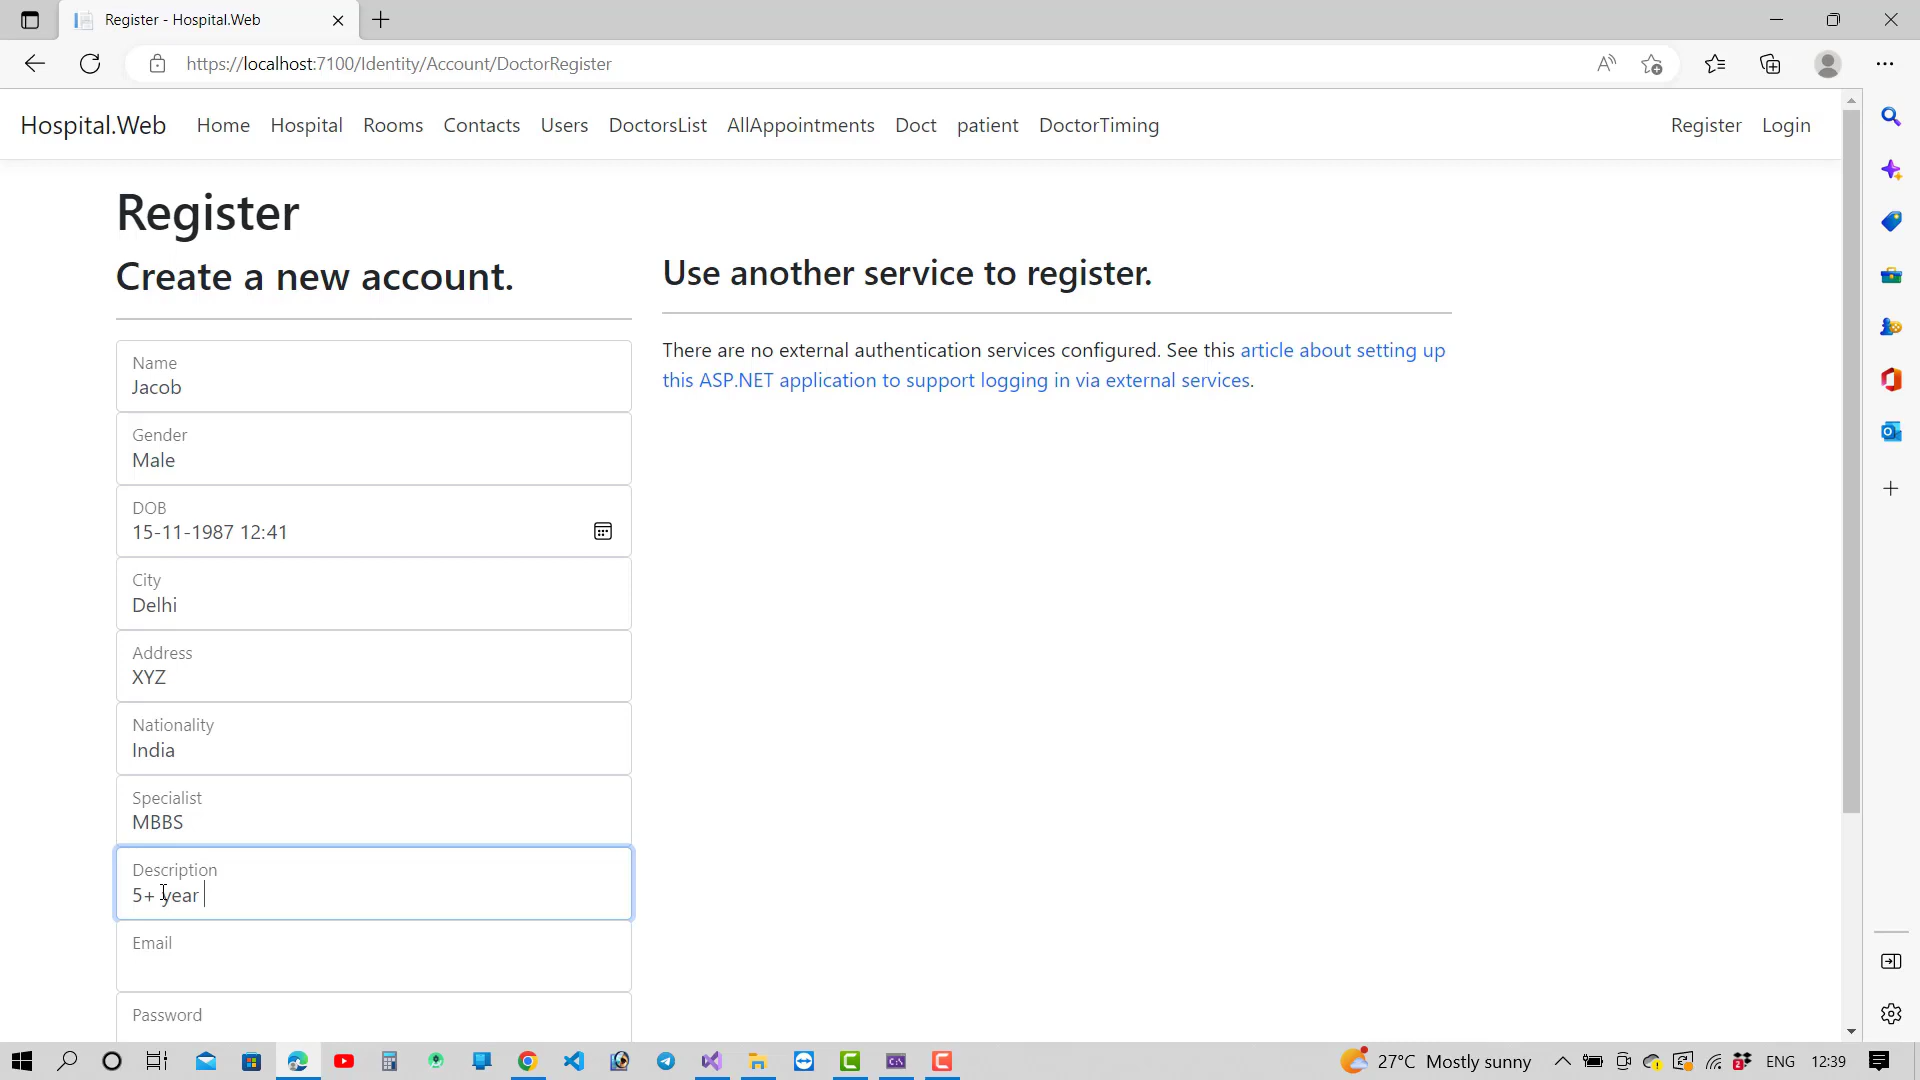 Register - Hospital.Web
https://localhost:7100/Identity/Account/DoctorRegister
Hospital.Web Home Hospital Rooms Contacts Users DoctorsList AllAppointments Doct patient DoctorTiming Register Login
Register
Create a new account.
Name
Jacob
Gender
Male
DOB
15-11-1987 12:41
City
Delhi
Address
XYZ
Nationality
India
Specialist
MBBS
Description
5+ year
Email
Password
Use another service to register.
There are no external authentication services configured. See this article about setting up
this ASP.NET application to support logging in via external services.
27°C Mostly sunny ENG 12:39